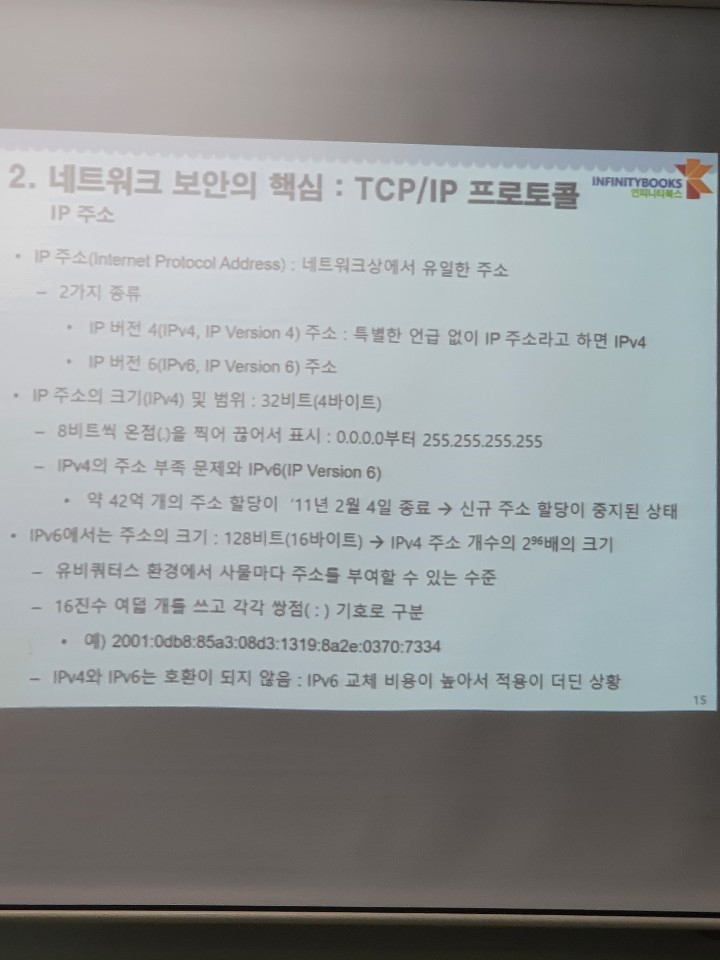 2. 네트워크 보안의 핵심 : TCP/IP 프로토콜
INFINITYBOOKS
인피니티북스
IP 주소
• IP 주소(Internet Protocol Address) : 네트워크상에서 유일한 주소
– 2가지 종류
• IP 버전 4(IPv4, IP Version 4) 주소 : 특별한 언급 없이 IP 주소라고 하면 IPv4
• IP 버전 6(IPv6, IP Version 6) 주소
• IP 주소의 크기(IPv4) 및 범위 : 32비트(4바이트)
– 8비트씩 온점(.)을 찍어 끊어서 표시 : 0.0.0.0부터 255.255.255.255
– IPv4의 주소 부족 문제와 IPv6(IP Version 6)
• 약 42억 개의 주소 할당이 '11년 2월 4일 종료 → 신규 주소 할당이 중지된 상태
• IPv6에서는 주소의 크기 : 128비트(16바이트) → IPv4 주소 개수의 2⁹⁶배의 크기
– 유비쿼터스 환경에서 사물마다 주소를 부여할 수 있는 수준
– 16진수 여덟 개를 쓰고 각각 쌍점( : ) 기호로 구분
• 예) 2001:0db8:85a3:08d3:1319:8a2e:0370:7334
– IPv4와 IPv6는 호환이 되지 않음 : IPv6 교체 비용이 높아서 적용이 더딘 상황
15